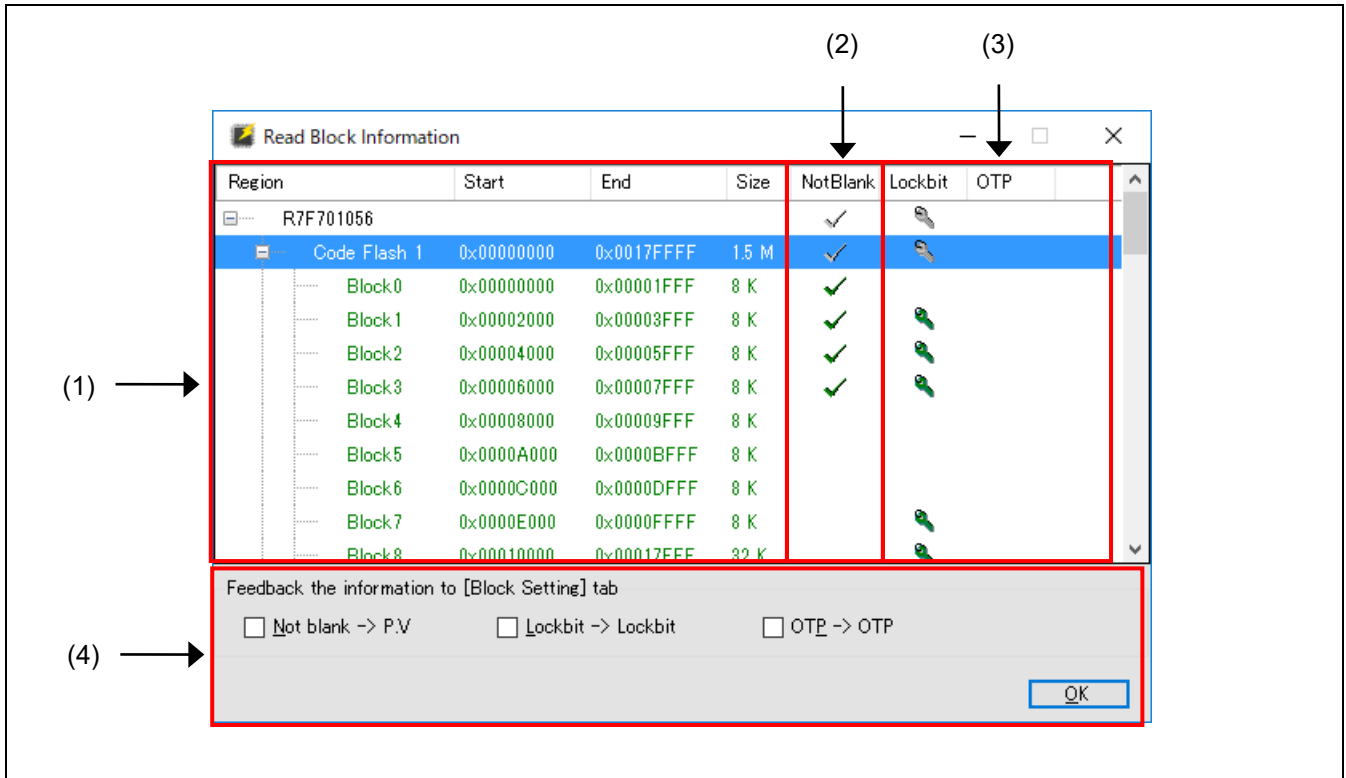 (2) (3)
Read Block Information
Region Start End Size NotBlank Lockbit OTP
R7F701056
Code Flash 1 0x00000000 0x0017FFFF 1.5 M
Block0 0x00000000 0x00001FFF 8 K
Block1 0x00002000 0x00003FFF 8 K
Block2 0x00004000 0x00005FFF 8 K
(1) Block3 0x00006000 0x00007FFF 8 K
Block4 0x00008000 0x00009FFF 8 K
Block5 0x0000A000 0x0000BFFF 8 K
Block6 0x0000C000 0x0000DFFF 8 K
Block7 0x0000E000 0x0000FFFF 8 K
Block8 0x00010000 0x00017FFF 32 K
Feedback the information to [Block Setting] tab
Not blank -> P.V Lockbit -> Lockbit OTP -> OTP
(4)
OK